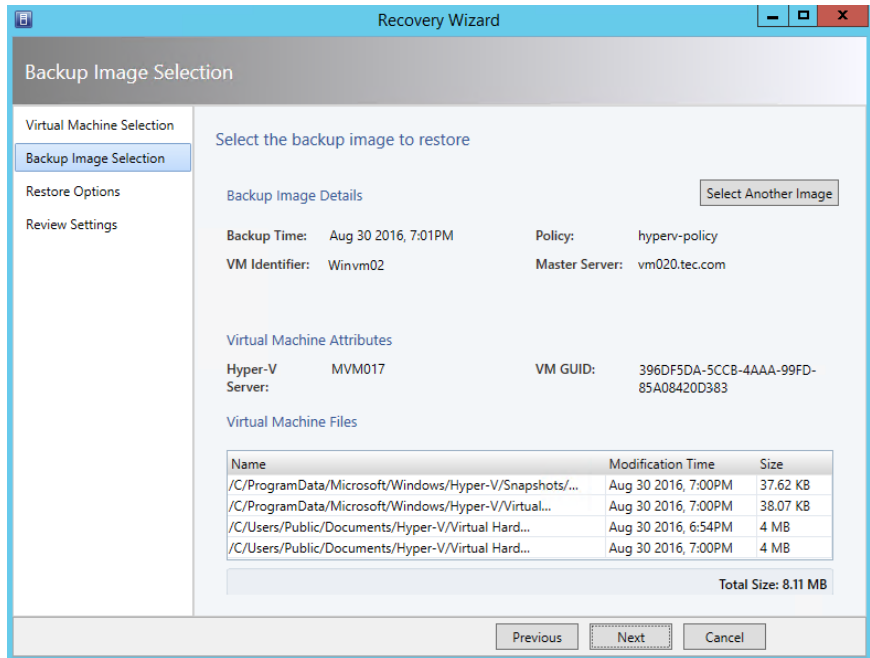 Recovery Wizard
Backup Image Selection
Virtual Machine Selection
Backup Image Selection
Restore Options
Review Settings
Select the backup image to restore
Backup Image Details
Select Another Image
Backup Time: Aug 30 2016, 7:01PM Policy: hyperv-policy
VM Identifier: Winvm02 Master Server: vm020.tec.com
Virtual Machine Attributes
Hyper-V MVM017 VM GUID: 396DF5DA-5CCB-4AAA-99FD-
Server: 85A08420D383
Virtual Machine Files
Name Modification Time Size
/C/ProgramData/Microsoft/Windows/Hyper-V/Snapshots/... Aug 30 2016, 7:00PM 37.62 KB
/C/ProgramData/Microsoft/Windows/Hyper-V/Virtual... Aug 30 2016, 7:00PM 38.07 KB
/C/Users/Public/Documents/Hyper-V/Virtual Hard... Aug 30 2016, 6:54PM 4 MB
/C/Users/Public/Documents/Hyper-V/Virtual Hard... Aug 30 2016, 7:00PM 4 MB
Total Size: 8.11 MB
Previous Next Cancel